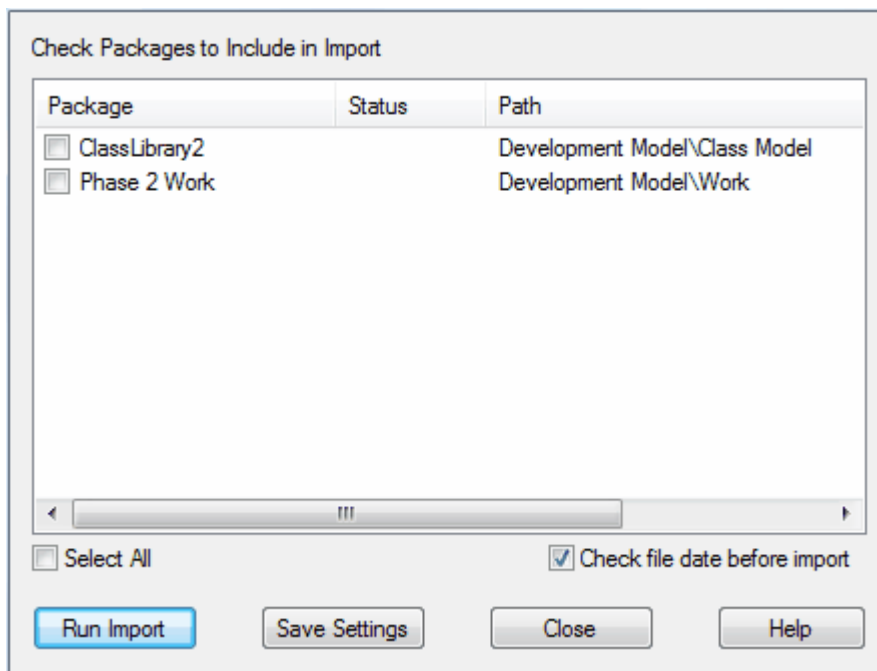 Check Packages to Include in Import
Package Status Path
ClassLibrary2 Development Model\Class Model
Phase 2 Work Development Model\Work
Select All Check file date before import
Run Import Save Settings Close Help